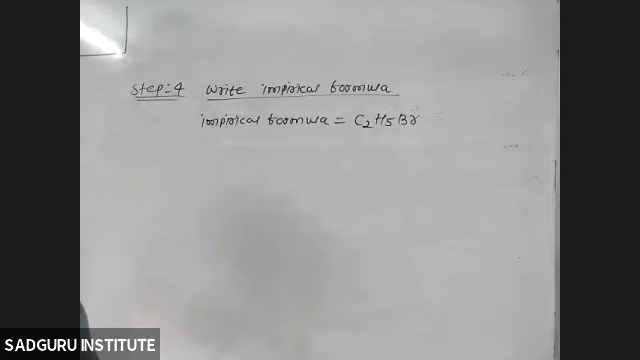 Step:-4 Write impirical formula
impirical formula = C2H5Br
SADGURU INSTITUTE